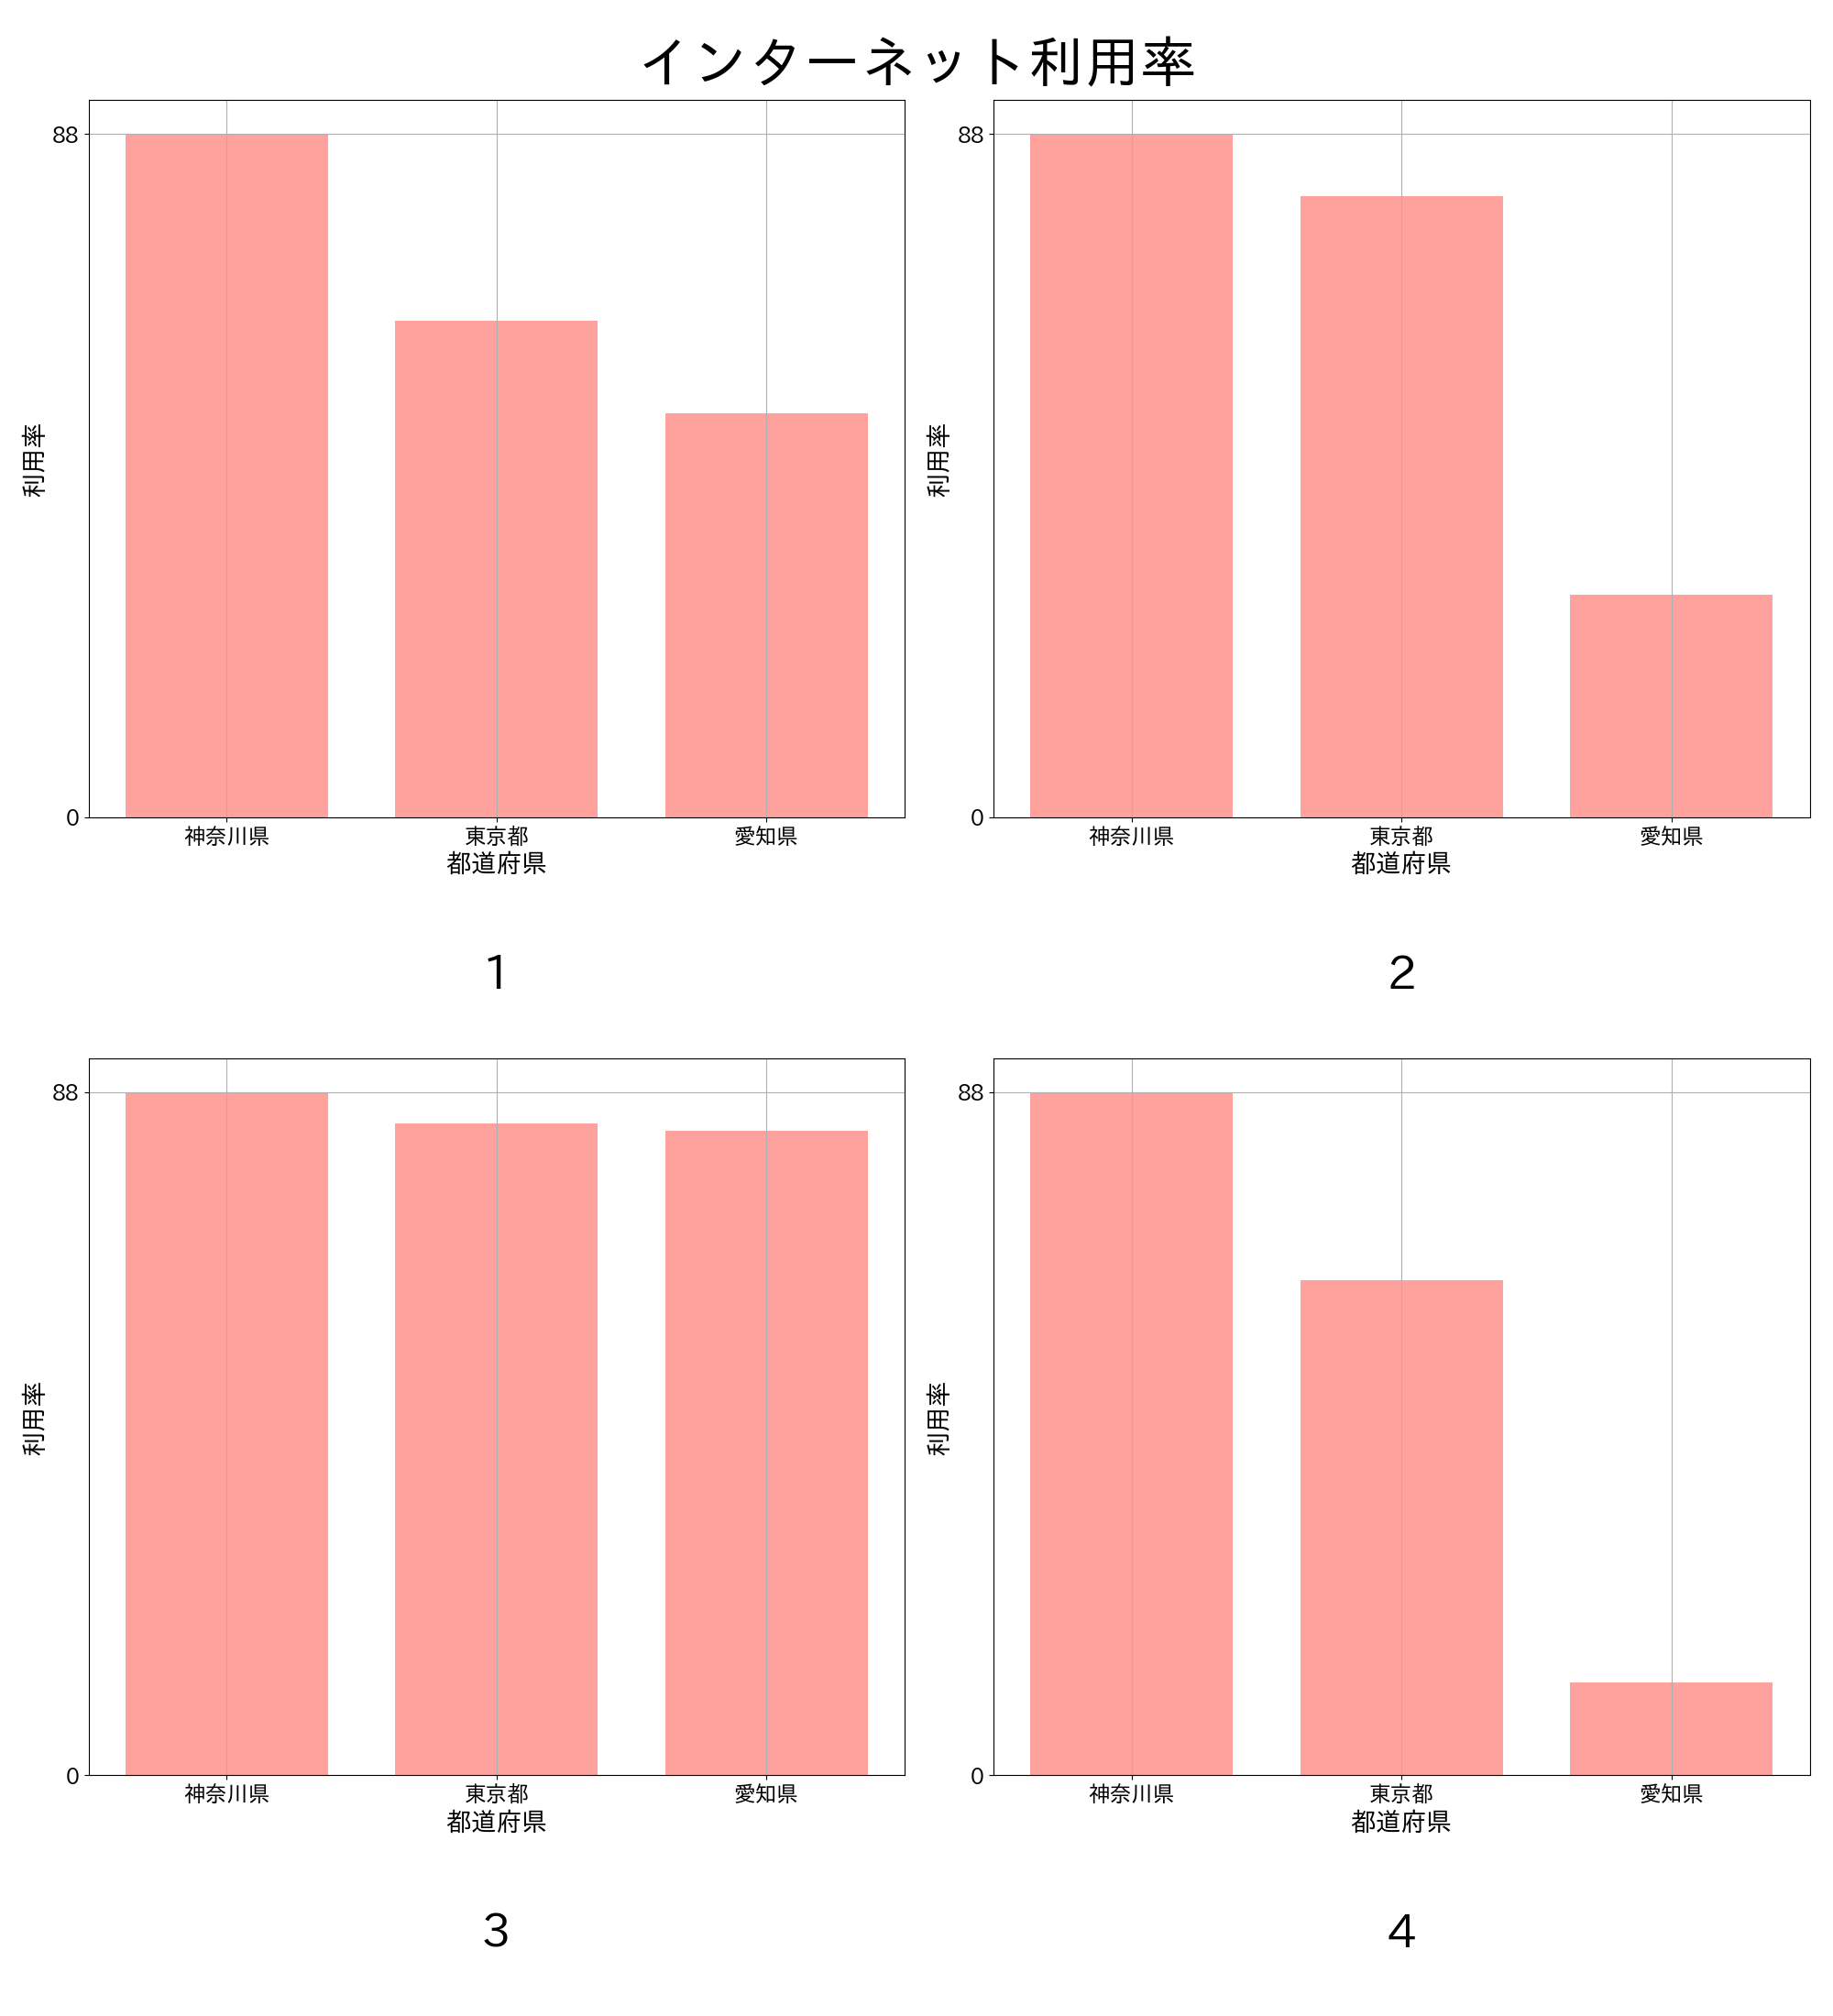 インターネット利用率
88
0
利用率
神奈川県 東京都 愛知県
都道府県
1
88
0
利用率
神奈川県 東京都 愛知県
都道府県
2
88
0
利用率
神奈川県 東京都 愛知県
都道府県
3
88
0
利用率
神奈川県 東京都 愛知県
都道府県
4